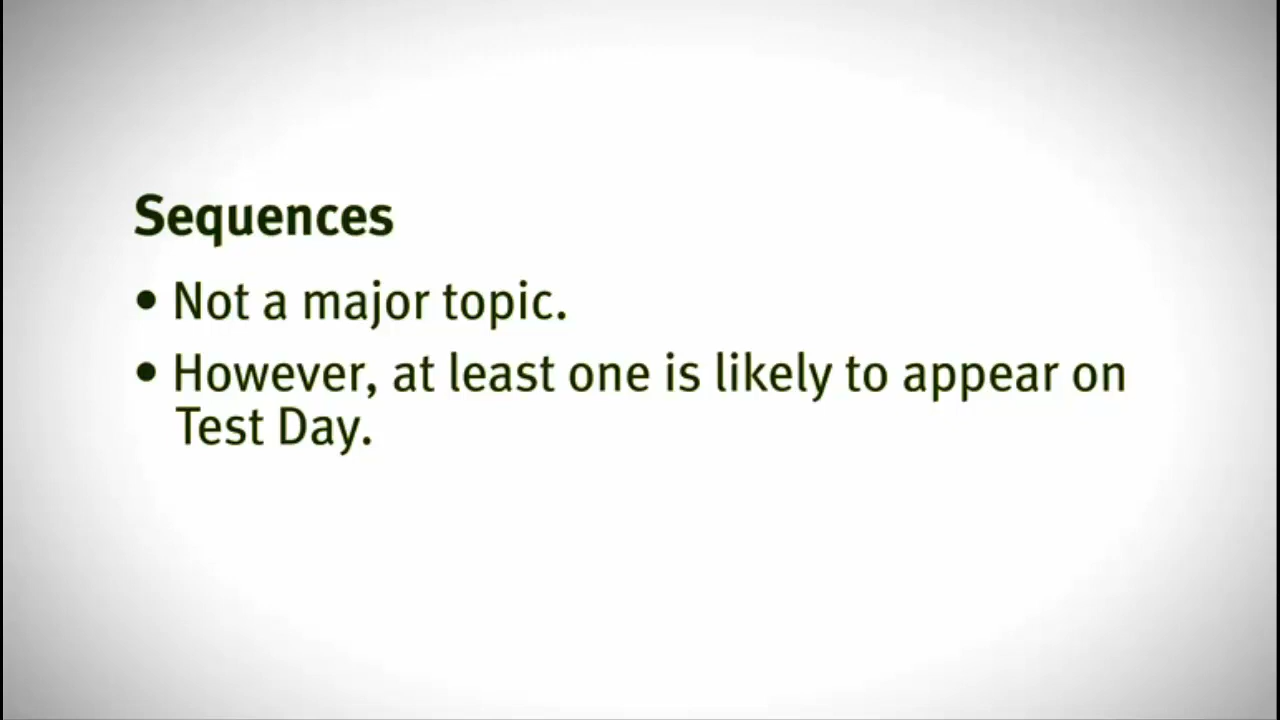 Sequences
• Not a major topic.
• However, at least one is likely to appear on
Test Day.